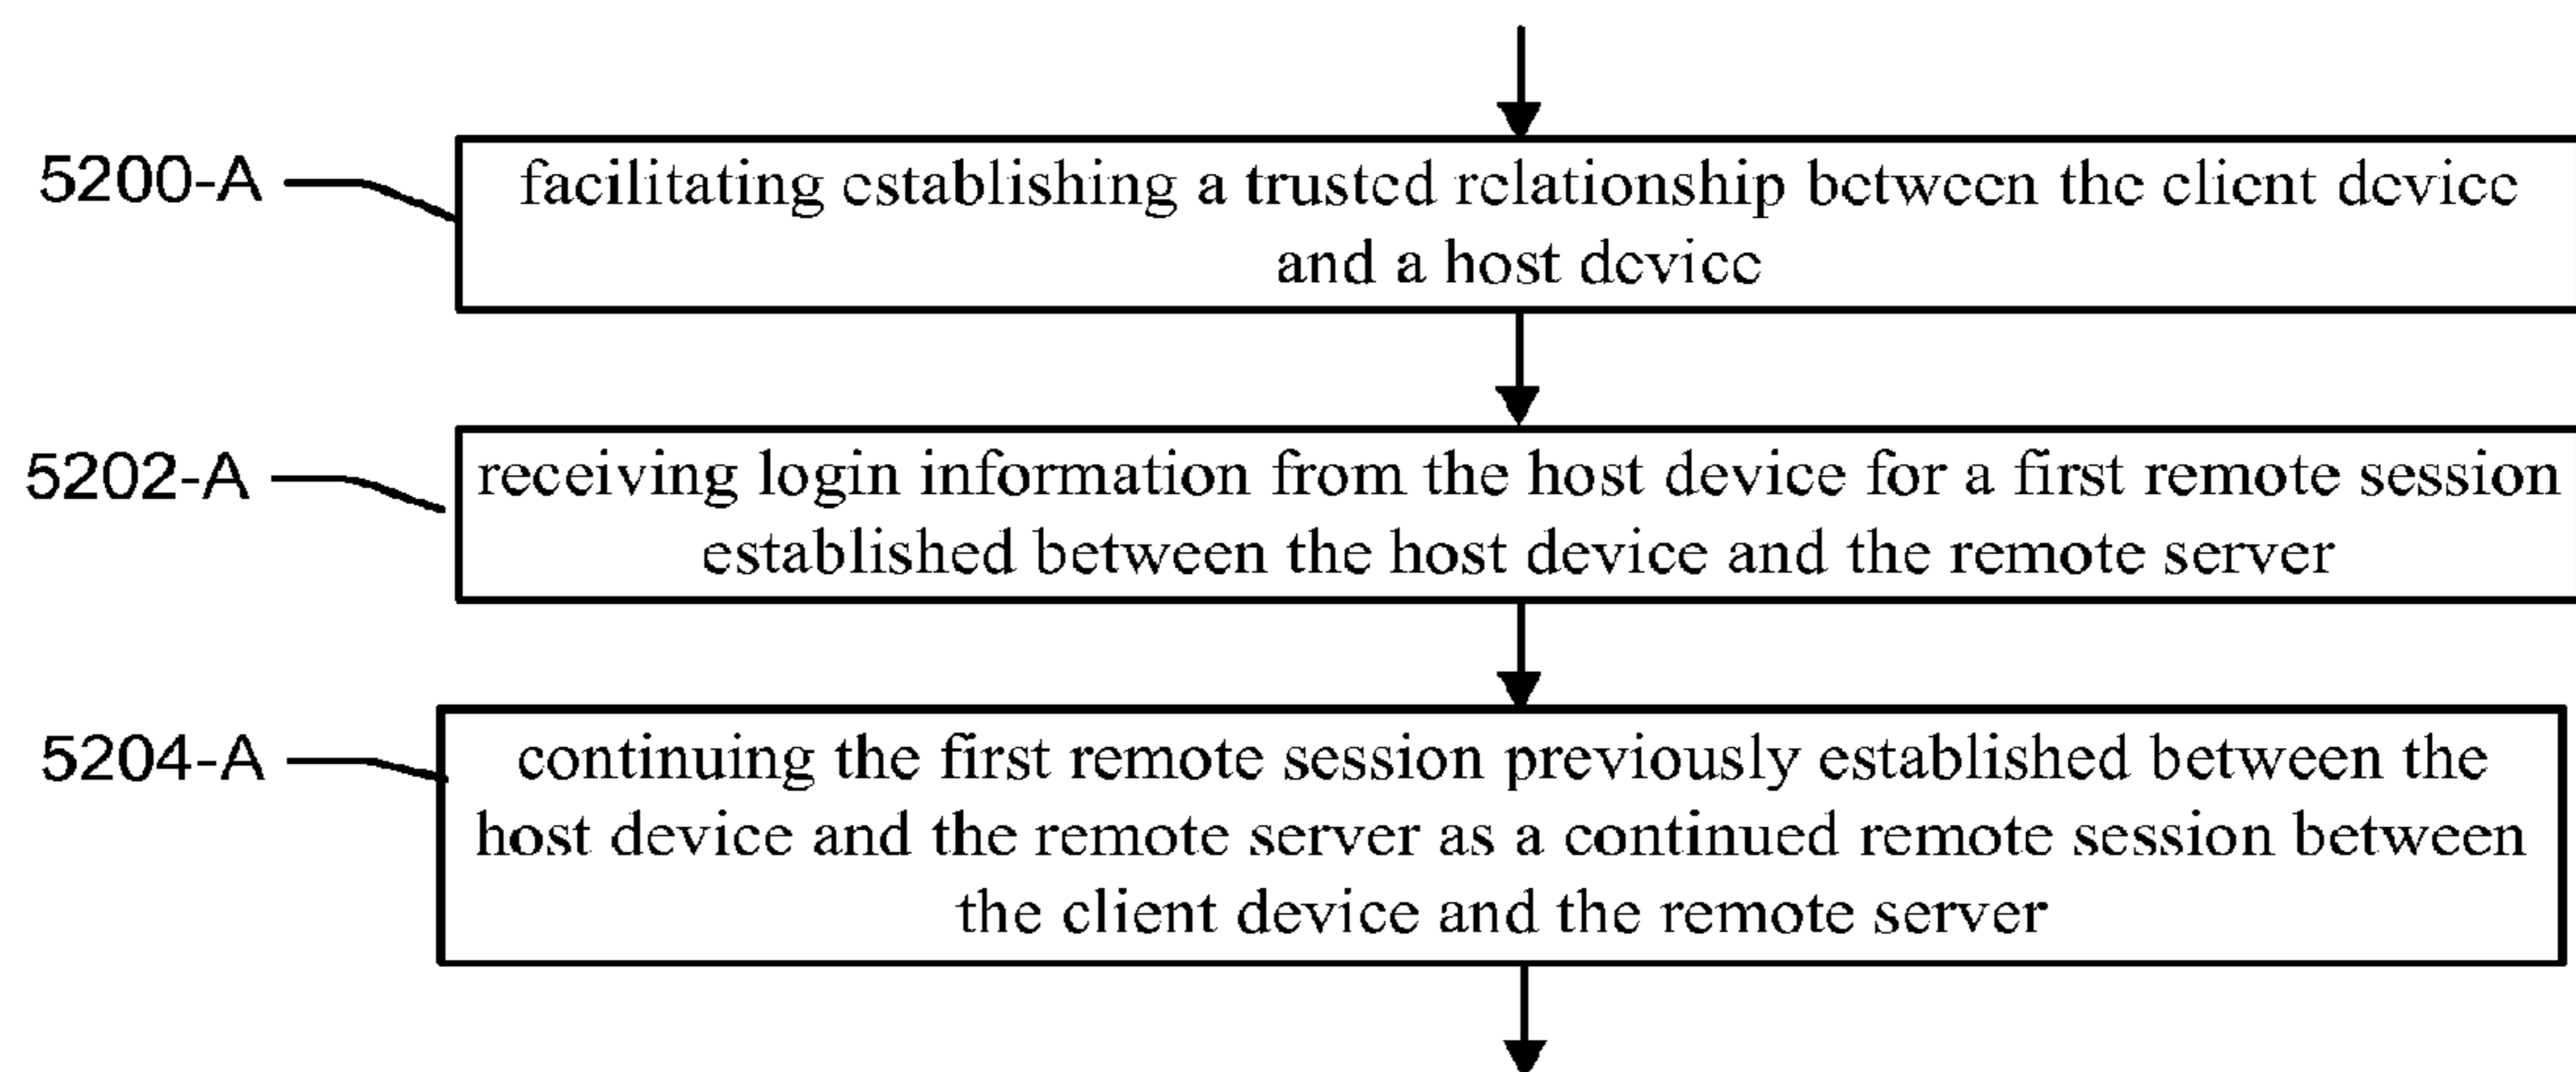 5200-A
facilitating establishing a trusted relationship between the client device
and a host device
5202-A
receiving login information from the host device for a first remote session
established between the host device and the remote server
5204-A
continuing the first remote session previously established between the
host device and the remote server as a continued remote session between
the client device and the remote server